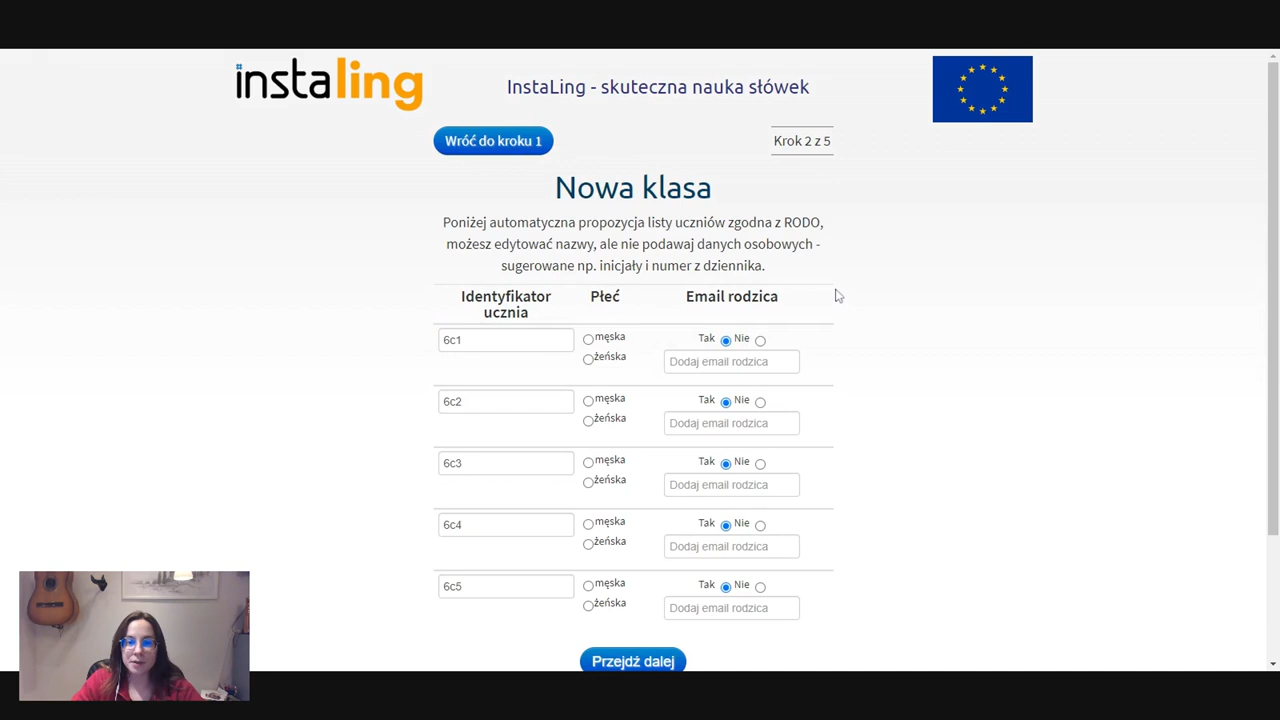 instaling
InstaLing - skuteczna nauka słówek
Wróć do kroku 1
Krok 2 z 5
Nowa klasa
Poniżej automatyczna propozycja listy uczniów zgodna z RODO,
możesz edytować nazwy, ale nie podawaj danych osobowych -
sugerowane np. inicjały i numer z dziennika.
Identyfikator ucznia Płeć Email rodzica
6c1 męska Tak Nie
żeńska Dodaj email rodzica
6c2 męska Tak Nie
żeńska Dodaj email rodzica
6c3 męska Tak Nie
żeńska Dodaj email rodzica
6c4 męska Tak Nie
żeńska Dodaj email rodzica
6c5 męska Tak Nie
żeńska Dodaj email rodzica
Przejdź dalej